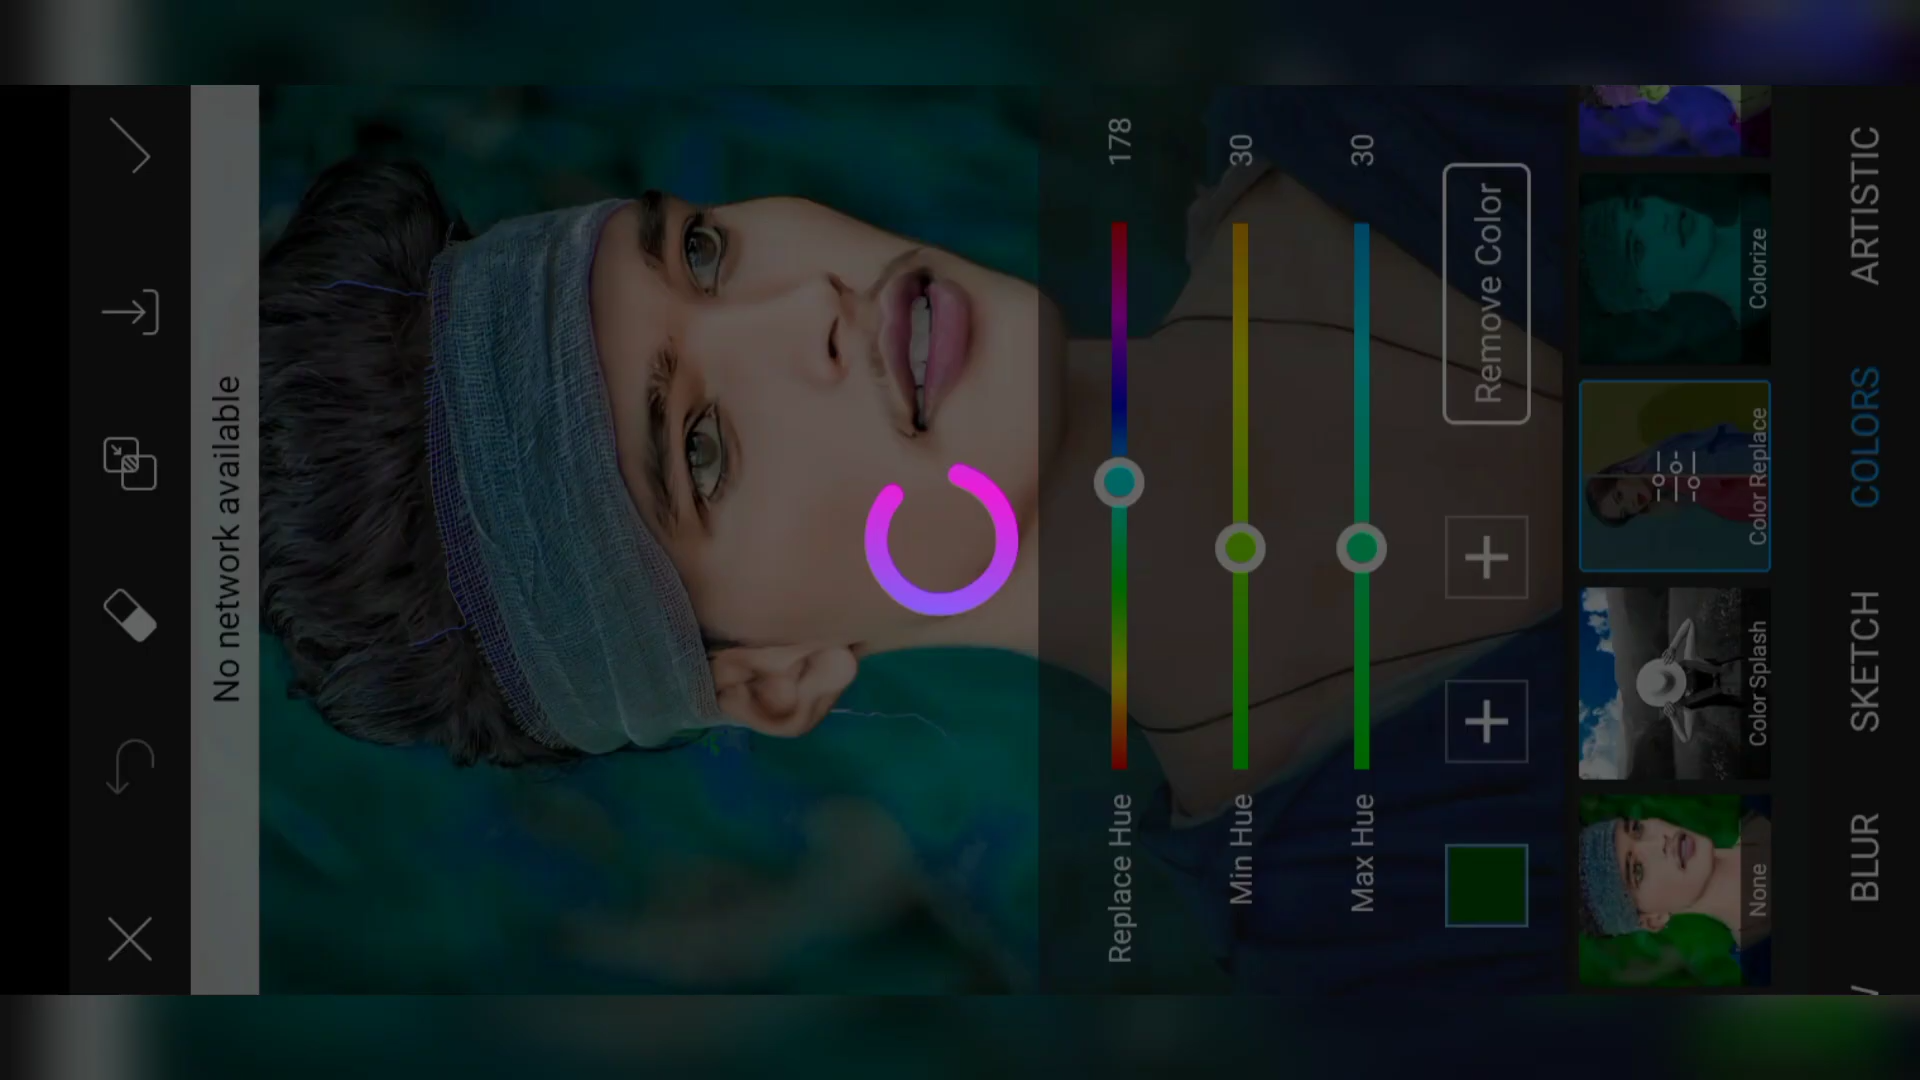 No network available
Replace Hue 178
Min Hue 30
Max Hue 30
Remove Color
None Color Splash Color Replace Colorize
BLUR SKETCH COLORS ARTISTIC